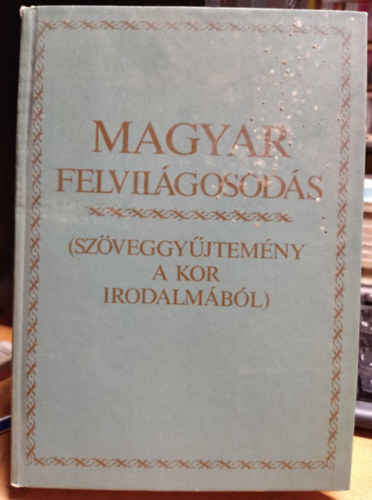 MAGYAR
FELVILÁGOSODÁS
(SZÖVEGGYŰJTEMÉNY
A KOR
IRODALMÁBÓL)